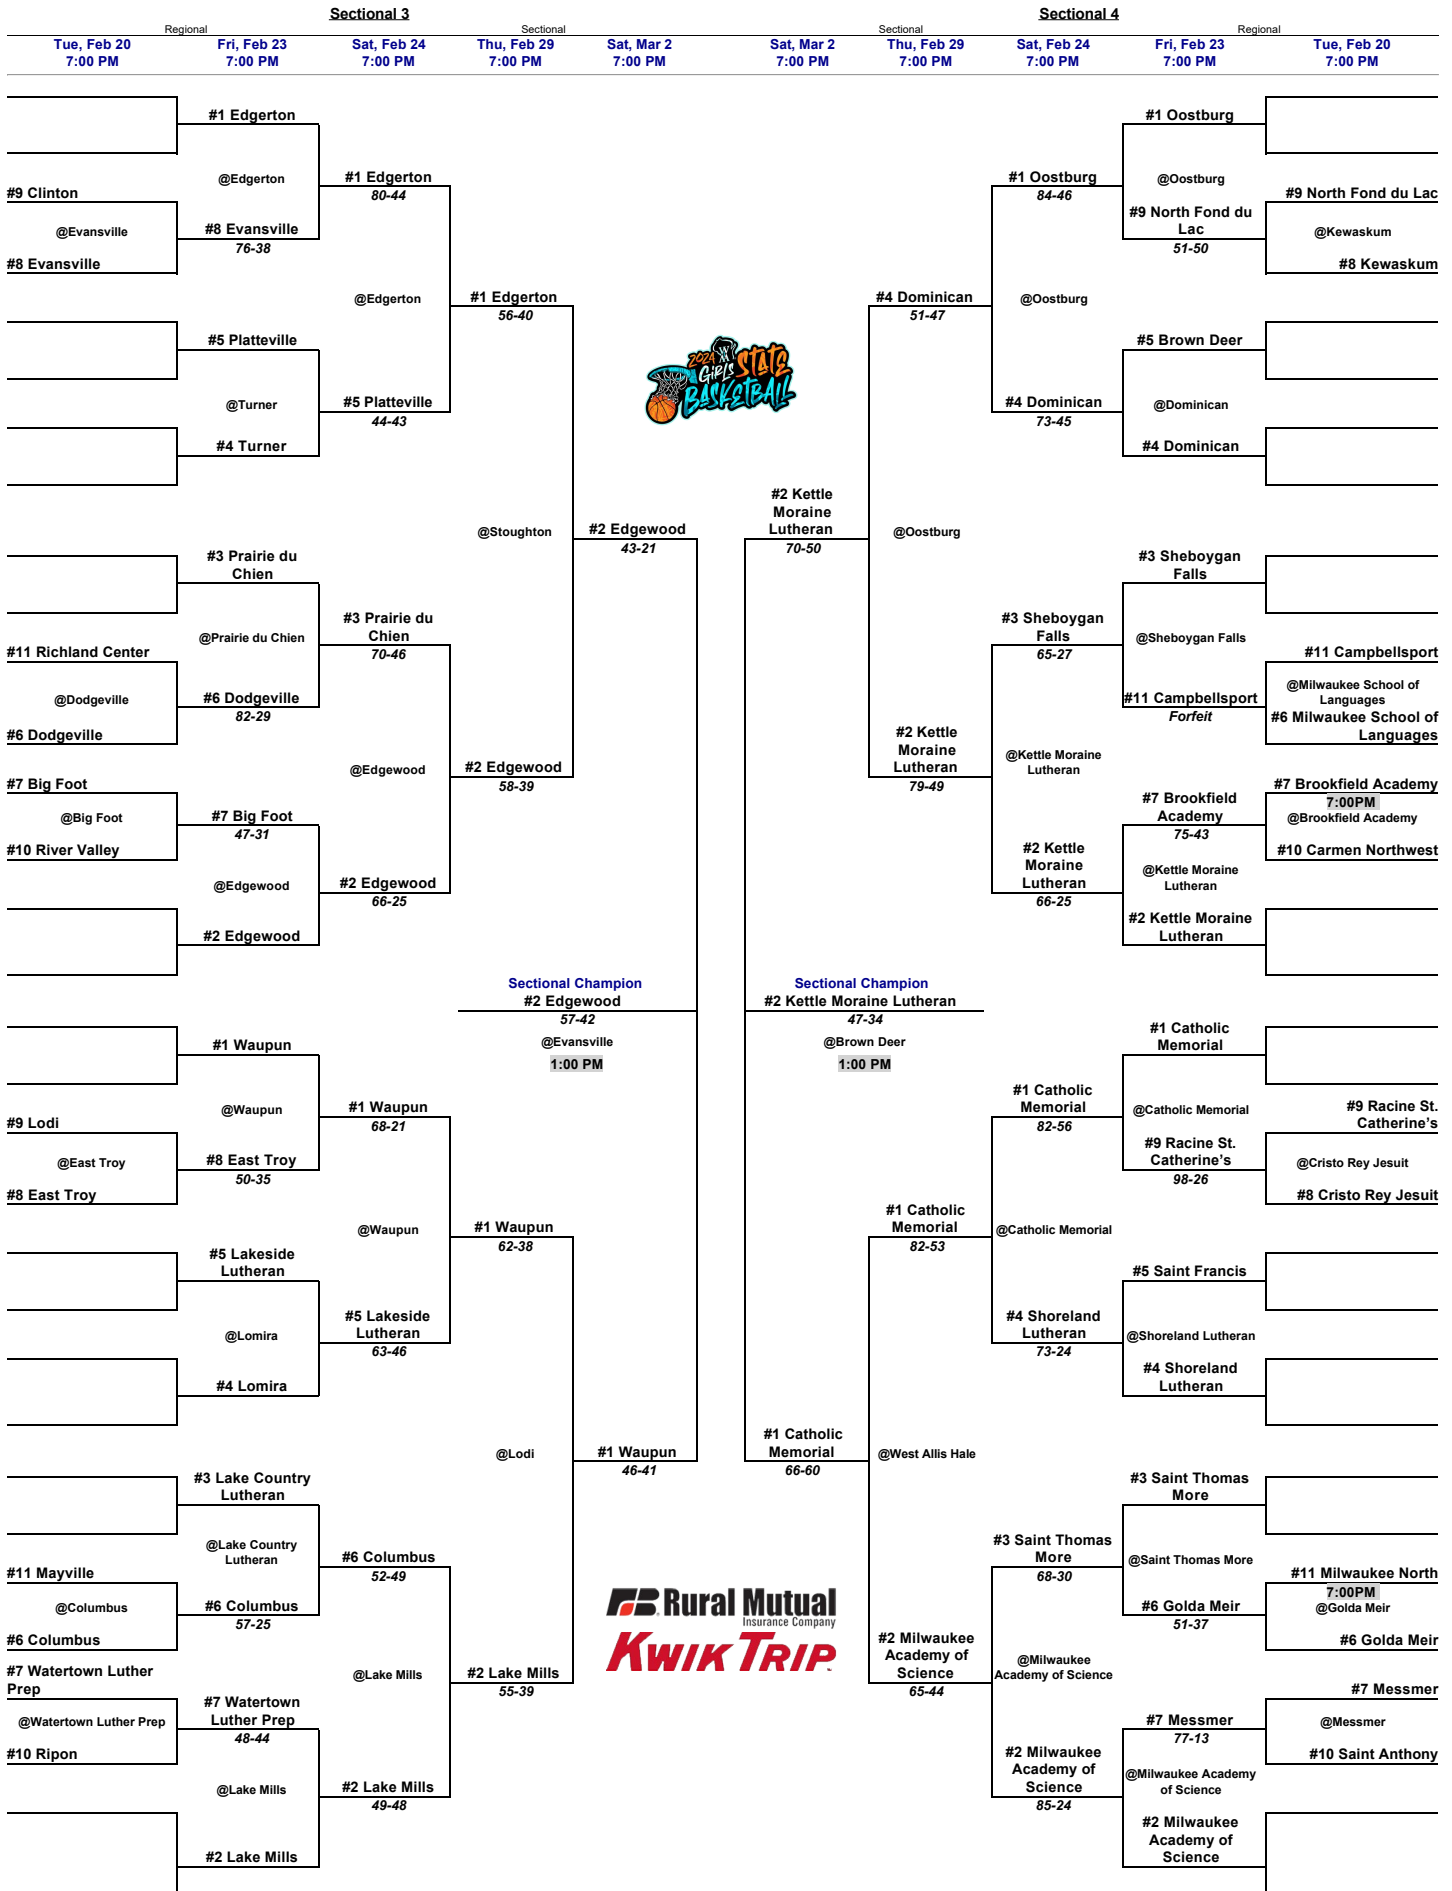 Sectional 3
Regional
Sectional
Tue, Feb 20
7:00 PM
Fri, Feb 23
7:00 PM
Sat, Feb 24
7:00 PM
Thu, Feb 29
7:00 PM
Sat, Mar 2
7:00 PM
#9 Clinton
@Evansville
#8 Evansville
#11 Richland Center
@Dodgeville
#6 Dodgeville
#7 Big Foot
@Big Foot
#10 River Valley
#9 Lodi
@East Troy
#8 East Troy
#11 Mayville
@Columbus
#6 Columbus
#7 Watertown Luther
Prep
@Watertown Luther Prep
#10 Ripon
#1 Edgerton
@Edgerton
#8 Evansville
76-38
#5 Platteville
@Turner
#4 Turner
#3 Prairie du
Chien
@Prairie du Chien
#6 Dodgeville
82-29
#7 Big Foot
47-31
@Edgewood
#2 Edgewood
#1 Waupun
@Waupun
#8 East Troy
50-35
#5 Lakeside
Lutheran
@Lomira
#4 Lomira
#3 Lake Country
Lutheran
@Lake Country
Lutheran
#6 Columbus
57-25
#7 Watertown
Luther Prep
48-44
@Lake Mills
#2 Lake Mills
#1 Edgerton
80-44
@Edgerton
#5 Platteville
44-43
#3 Prairie du
Chien
70-46
@Edgewood
#2 Edgewood
66-25
#1 Waupun
68-21
@Waupun
#5 Lakeside
Lutheran
63-46
#6 Columbus
52-49
@Lake Mills
#2 Lake Mills
49-48
#1 Edgerton
56-40
@Stoughton
#2 Edgewood
58-39
#1 Waupun
62-38
@Lodi
#2 Lake Mills
55-39
#2 Edgewood
43-21
Sectional Champion
#2 Edgewood
57-42
@Evansville
1:00 PM
#1 Waupun
46-41
2024
GIRLS STATE
BASKETBALL
Rural Mutual
Insurance Company
KWIK TRIP
Sectional 4
Sectional
Regional
Sat, Mar 2
7:00 PM
Thu, Feb 29
7:00 PM
Sat, Feb 24
7:00 PM
Fri, Feb 23
7:00 PM
Tue, Feb 20
7:00 PM
#2 Kettle
Moraine
Lutheran
70-50
Sectional Champion
#2 Kettle Moraine Lutheran
47-34
@Brown Deer
1:00 PM
#1 Catholic
Memorial
66-60
#4 Dominican
51-47
@Oostburg
#2 Kettle
Moraine
Lutheran
79-49
#1 Catholic
Memorial
82-53
@West Allis Hale
#2 Milwaukee
Academy of
Science
65-44
#1 Oostburg
84-46
@Oostburg
#4 Dominican
73-45
#3 Sheboygan
Falls
65-27
@Kettle Moraine
Lutheran
#2 Kettle
Moraine
Lutheran
66-25
#1 Catholic
Memorial
82-56
@Catholic Memorial
#4 Shoreland
Lutheran
73-24
#3 Saint Thomas
More
68-30
@Milwaukee
Academy of Science
#2 Milwaukee
Academy of
Science
85-24
#1 Oostburg
@Oostburg
#9 North Fond du
Lac
51-50
#5 Brown Deer
@Dominican
#4 Dominican
#3 Sheboygan
Falls
@Sheboygan Falls
#11 Campbellsport
Forfeit
#7 Brookfield
Academy
75-43
@Kettle Moraine
Lutheran
#2 Kettle Moraine
Lutheran
#1 Catholic
Memorial
@Catholic Memorial
#9 Racine St.
Catherine's
98-26
#5 Saint Francis
@Shoreland Lutheran
#4 Shoreland
Lutheran
#3 Saint Thomas
More
@Saint Thomas More
#6 Golda Meir
51-37
#7 Messmer
77-13
@Milwaukee Academy
of Science
#2 Milwaukee
Academy of
Science
#9 North Fond du Lac
@Kewaskum
#8 Kewaskum
#11 Campbellsport
@Milwaukee School of
Languages
#6 Milwaukee School of
Languages
#7 Brookfield Academy
7:00PM
@Brookfield Academy
#10 Carmen Northwest
#9 Racine St.
Catherine's
@Cristo Rey Jesuit
#8 Cristo Rey Jesuit
#11 Milwaukee North
7:00PM
@Golda Meir
#6 Golda Meir
#7 Messmer
@Messmer
#10 Saint Anthony